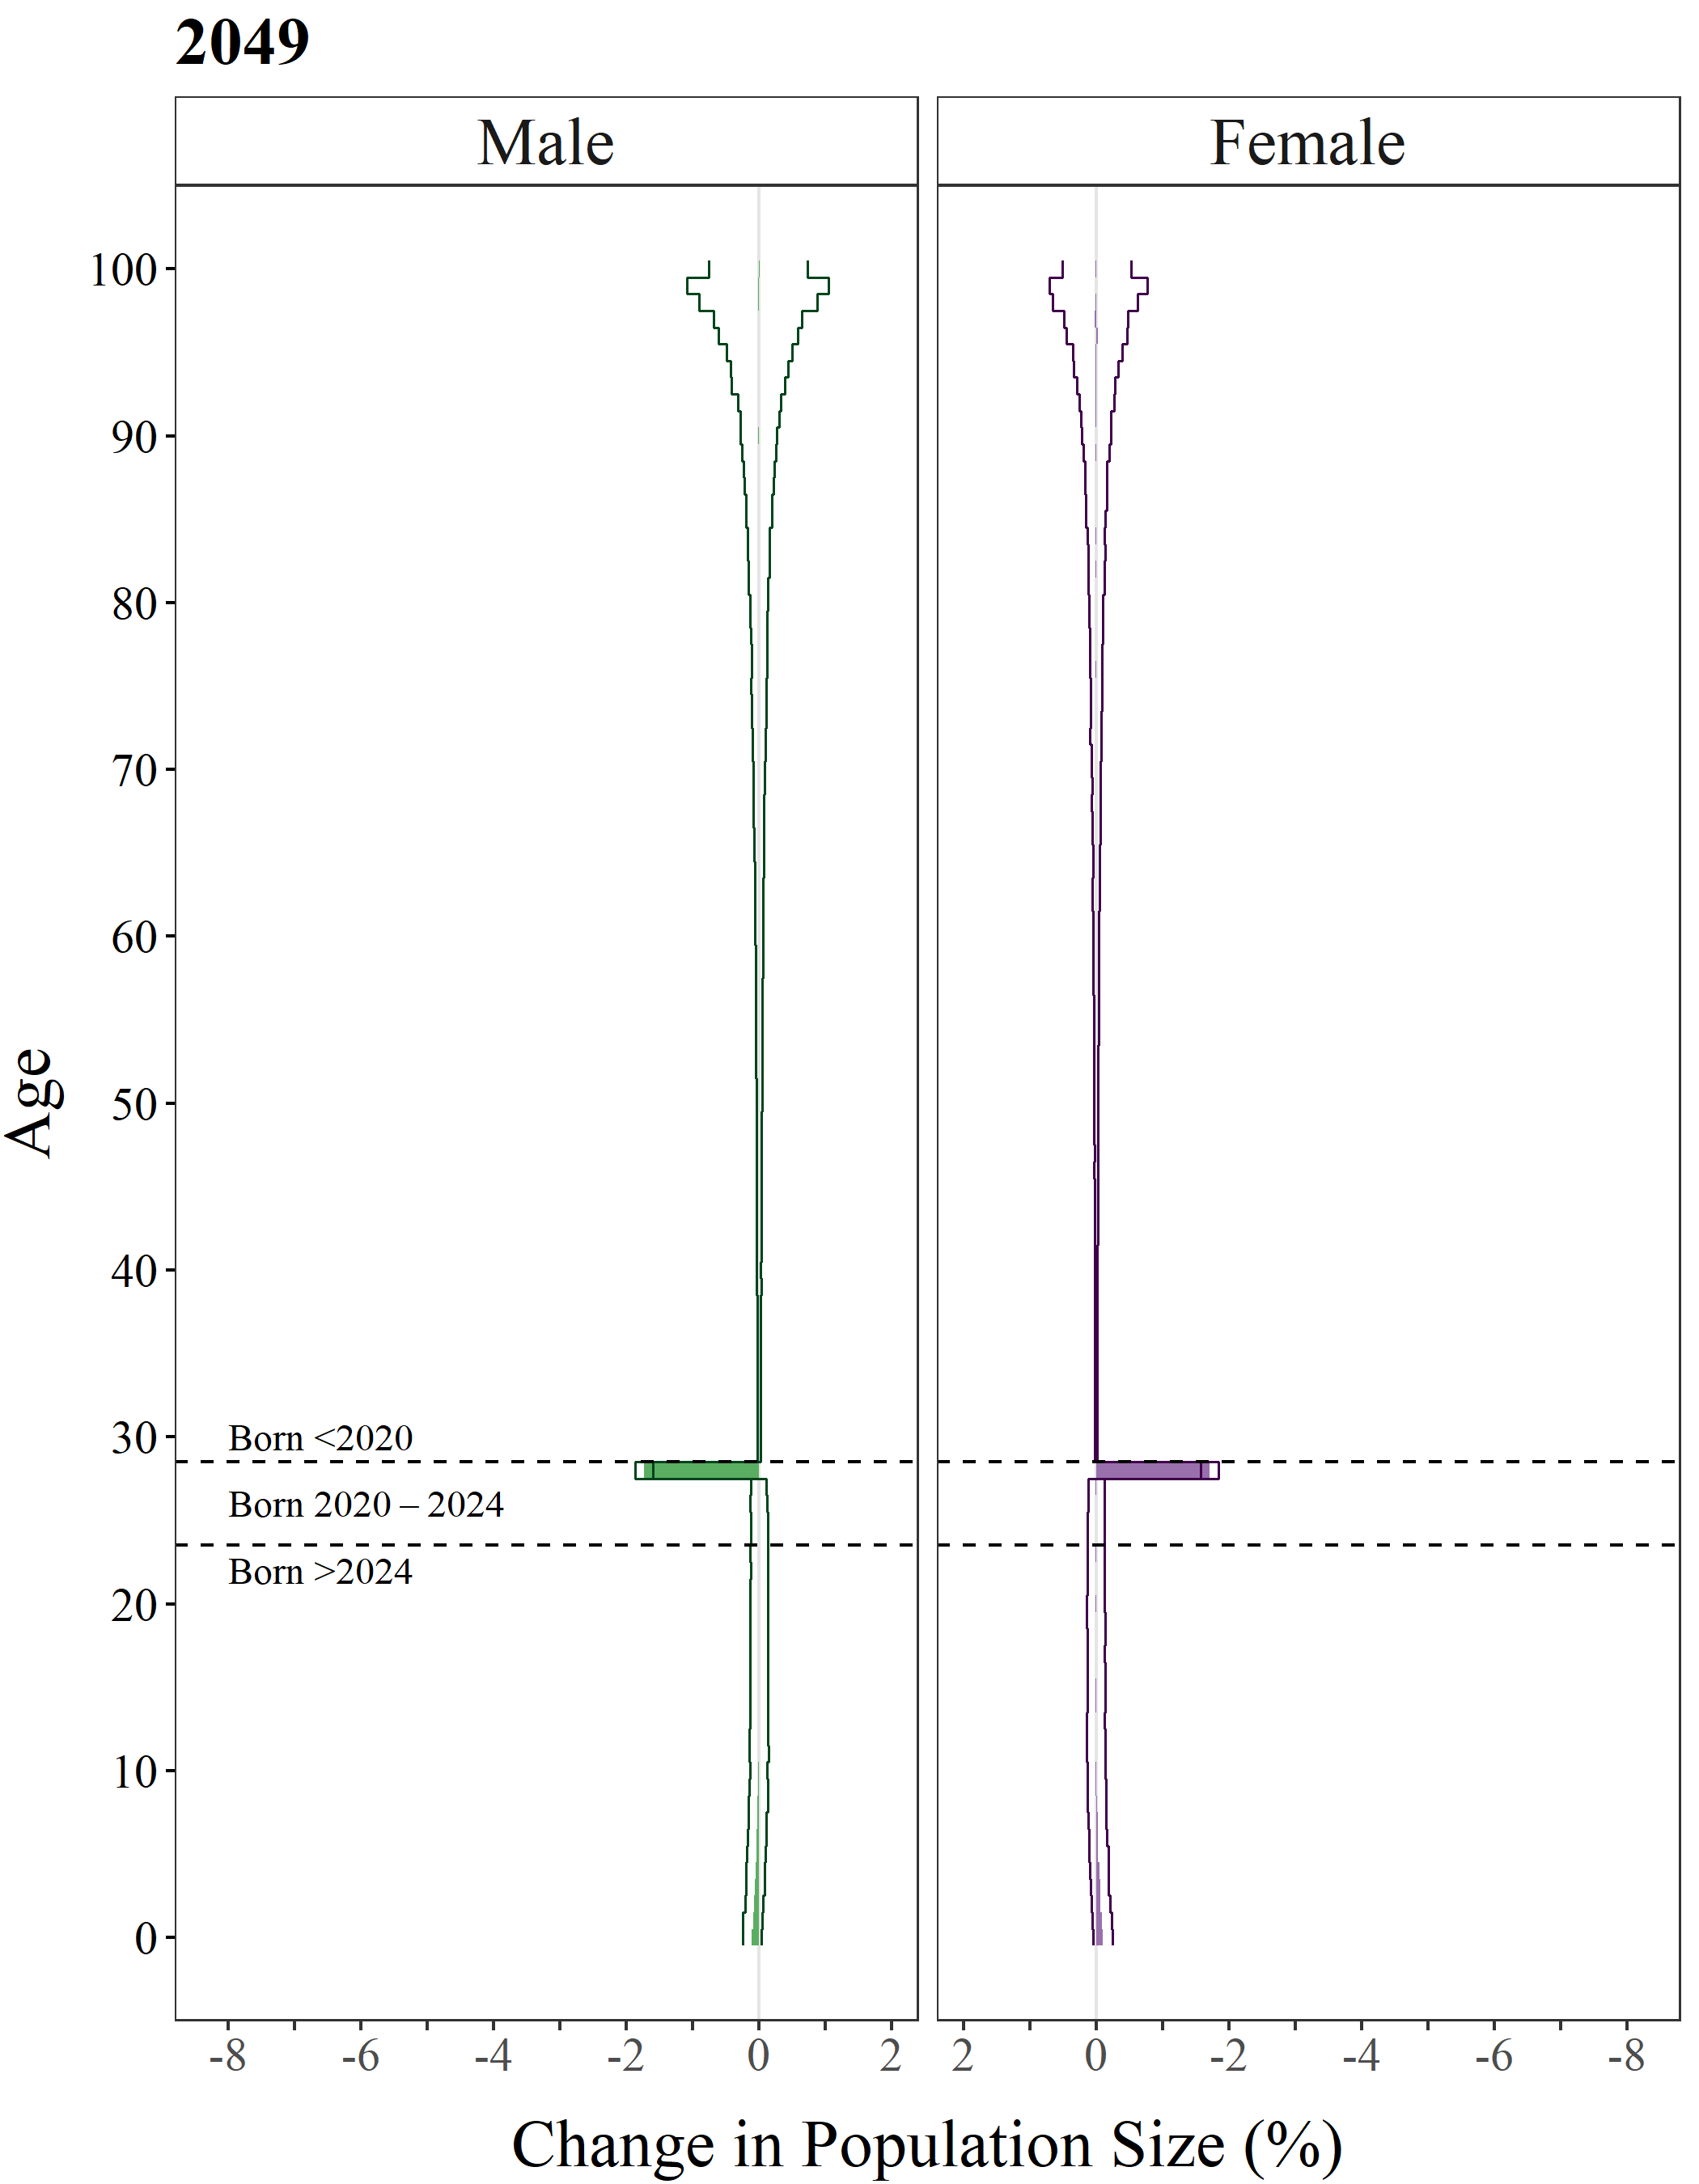 2049
Male Female
100
90
80
70
60
50
40
30
20
10
0
Age
Born <2020
Born 2020 – 2024
Born >2024
-8 -6 -4 -2 0 2 2 0 -2 -4 -6 -8
Change in Population Size (%)